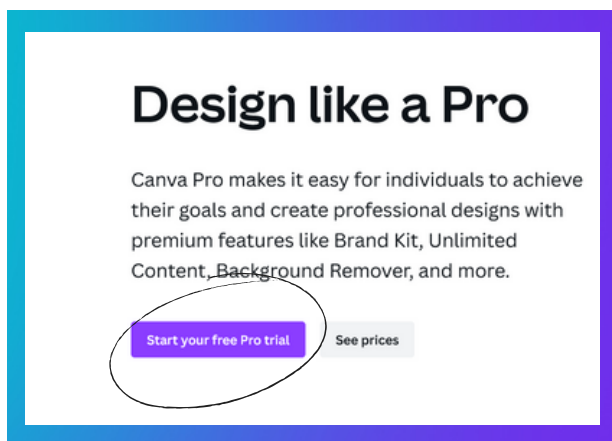 Design like a Pro
Canva Pro makes it easy for individuals to achieve
their goals and create professional designs with
premium features like Brand Kit, Unlimited
Content, Background Remover, and more.
Start your free Pro trial
See prices